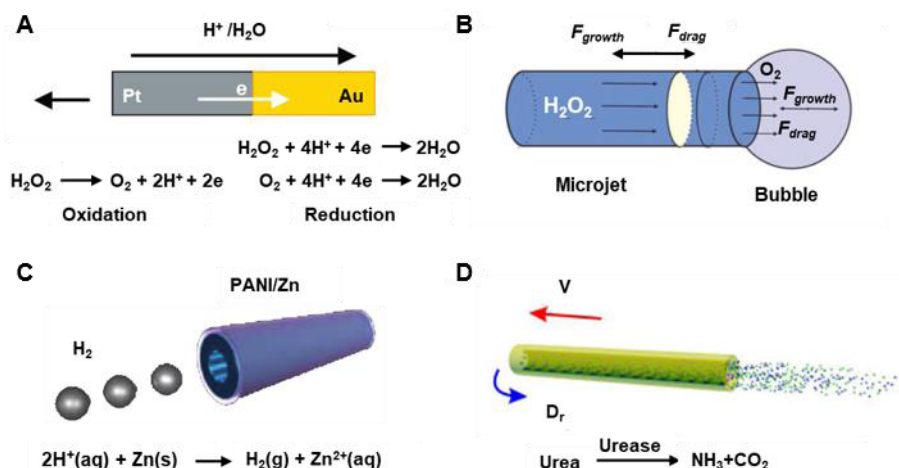 A
H⁺ /H₂O
Pt
e
Au
H₂O₂ + 4H⁺ + 4e ⟶ 2H₂O
H₂O₂ ⟶ O₂ + 2H⁺ + 2e
O₂ + 4H⁺ + 4e ⟶ 2H₂O
Oxidation
Reduction
B
F_growth
F_drag
H₂O₂
O₂
F_growth
F_drag
Microjet
Bubble
C
PANI/Zn
H₂
2H⁺(aq) + Zn(s) ⟶ H₂(g) + Zn²⁺(aq)
D
V
D_r
Urea Urease⟶ NH₃+CO₂